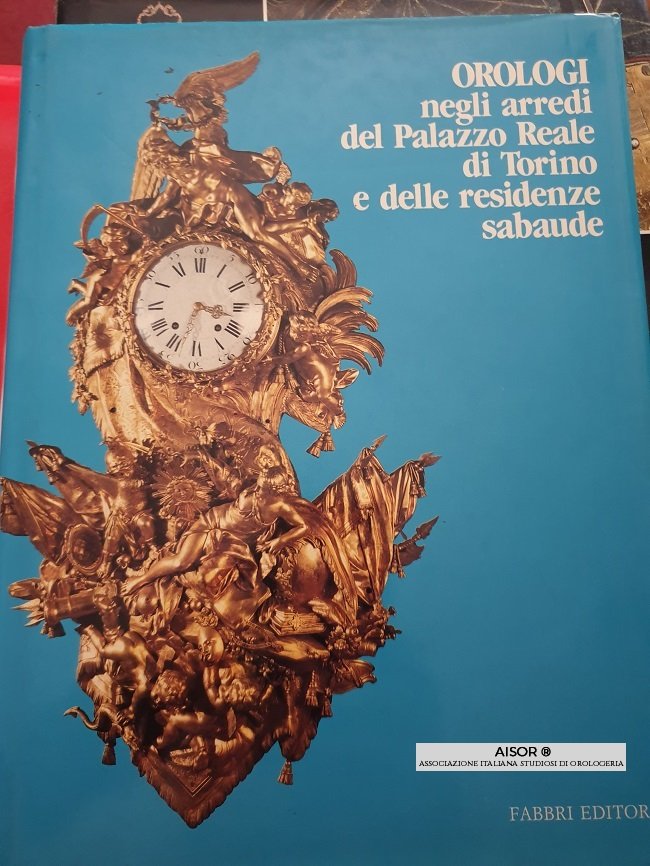 OROLOGI
negli arredi
del Palazzo Reale
di Torino
e delle residenze
sabaude
AISOR ®
ASSOCIAZIONE ITALIANA STUDIOSI DI OROLOGERIA
FABBRI EDITOR